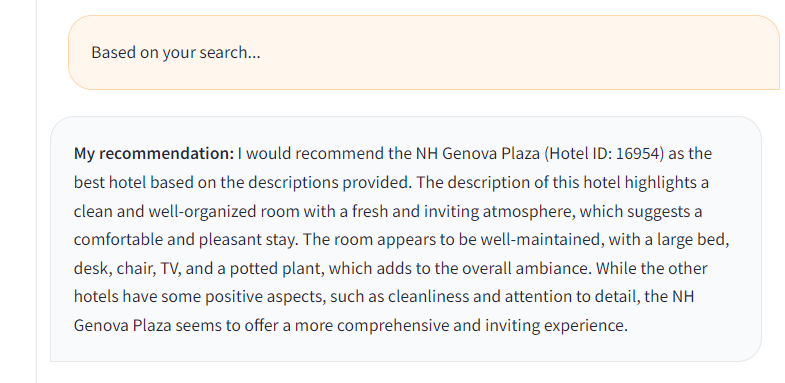 Based on your search...
My recommendation: I would recommend the NH Genova Plaza (Hotel ID: 16954) as the
best hotel based on the descriptions provided. The description of this hotel highlights a
clean and well-organized room with a fresh and inviting atmosphere, which suggests a
comfortable and pleasant stay. The room appears to be well-maintained, with a large bed,
desk, chair, TV, and a potted plant, which adds to the overall ambiance. While the other
hotels have some positive aspects, such as cleanliness and attention to detail, the NH
Genova Plaza seems to offer a more comprehensive and inviting experience.